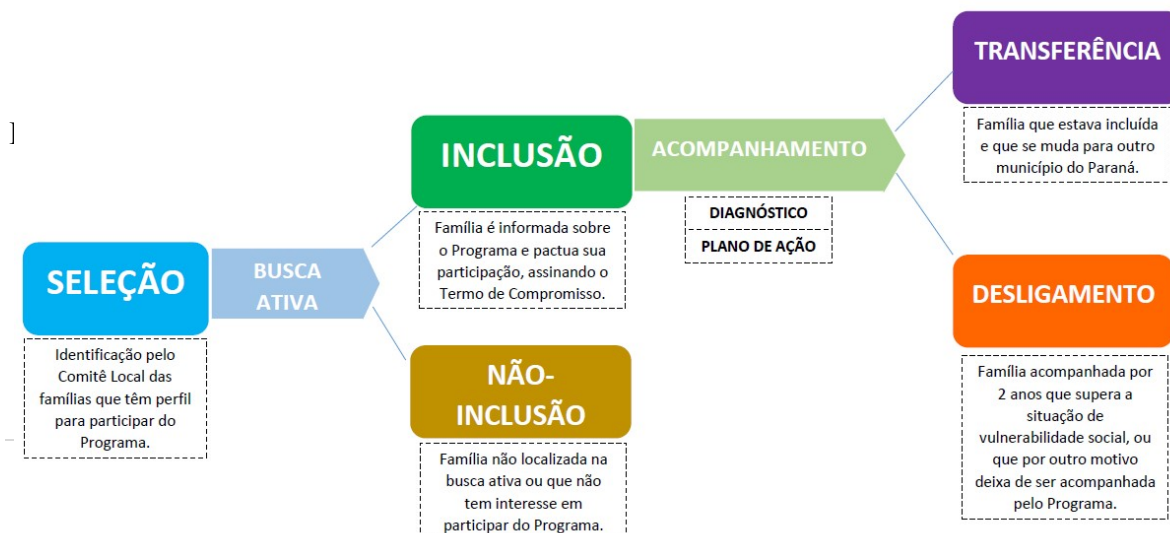 ]
SELEÇÃO
Identificação pelo
Comitê Local das
famílias que têm perfil
para participar do
Programa.
BUSCA
ATIVA
INCLUSÃO
Família é informada sobre
o Programa e pactua sua
participação, assinando o
Termo de Compromisso.
NÃO-
INCLUSÃO
Família não localizada na
busca ativa ou que não
tem interesse em
participar do Programa.
ACOMPANHAMENTO
DIAGNÓSTICO
PLANO DE AÇÃO
TRANSFERÊNCIA
Família que estava incluída
e que se muda para outro
município do Paraná.
DESLIGAMENTO
Família acompanhada por
2 anos que supera a
situação de
vulnerabilidade social, ou
que por outro motivo
deixa de ser acompanhada
pelo Programa.